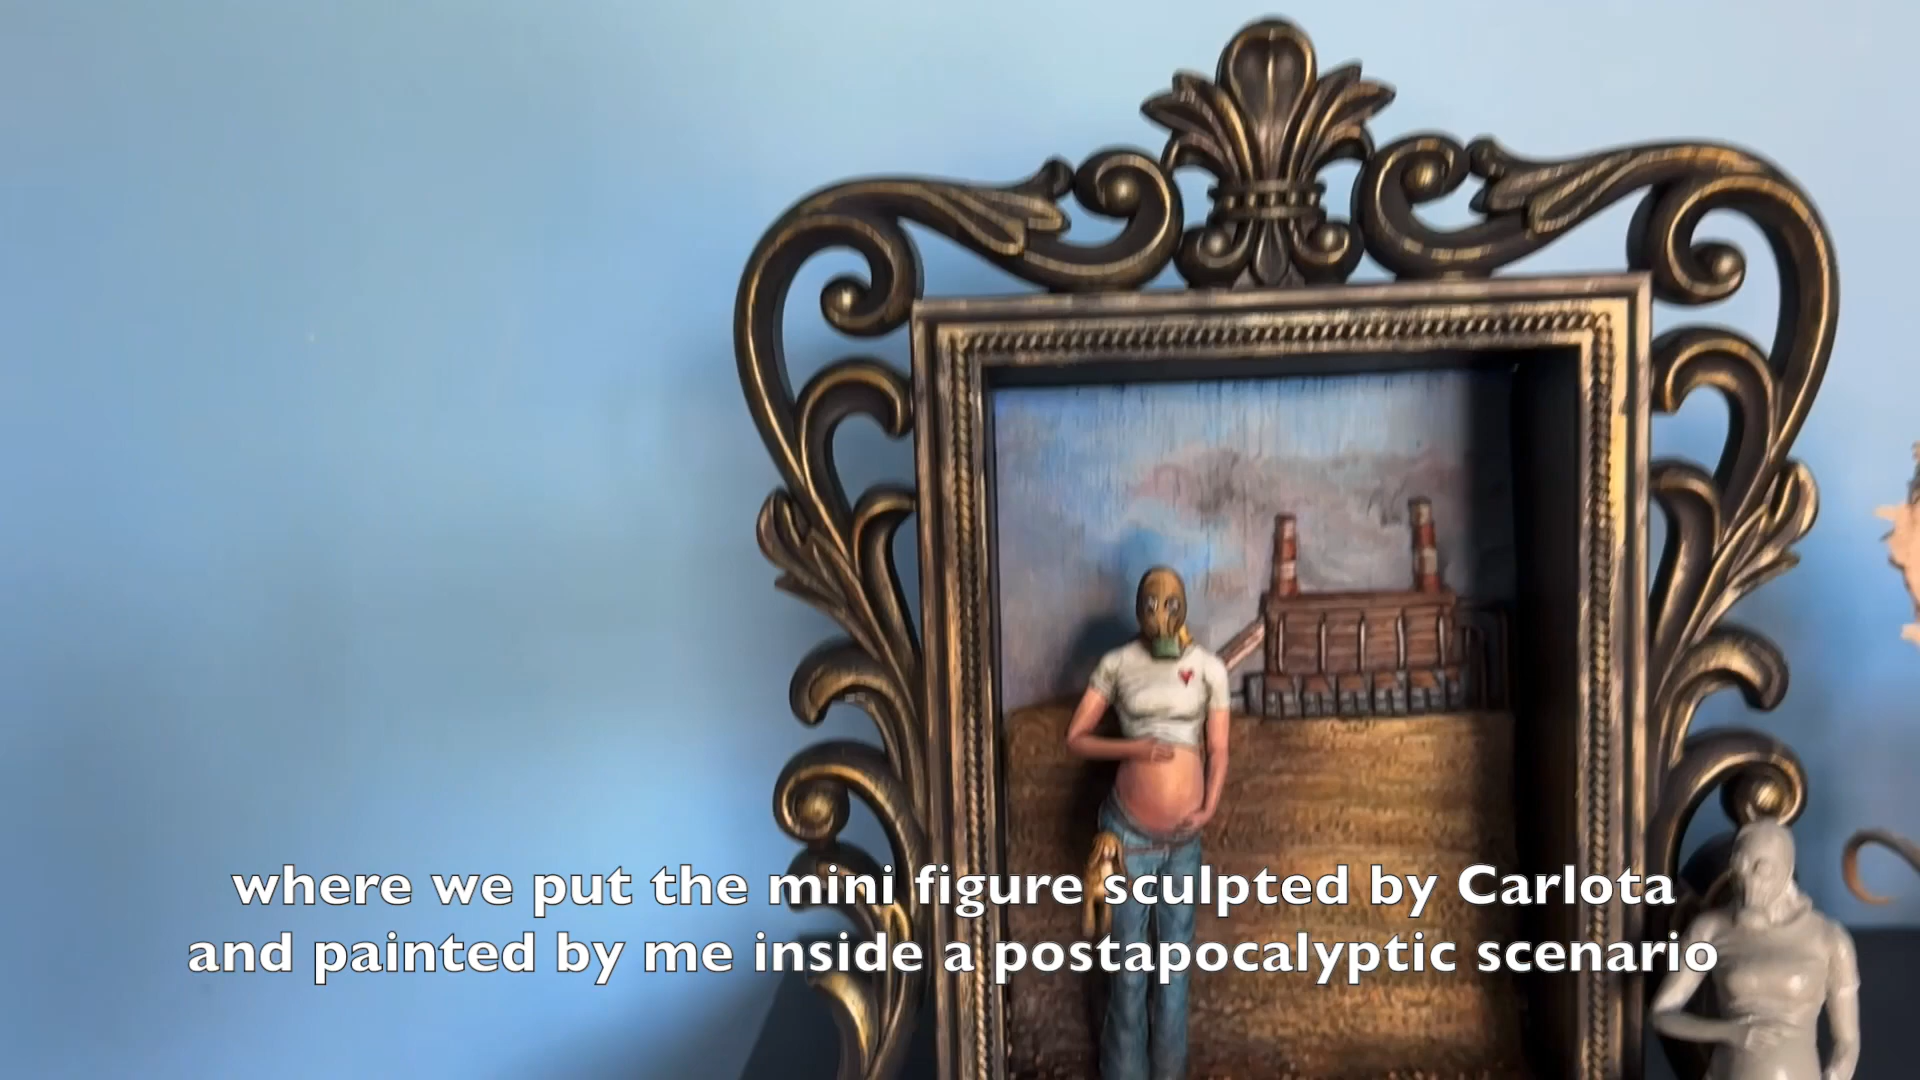 where we put the mini figure sculpted by Carlota
and painted by me inside a postapocalyptic scenario